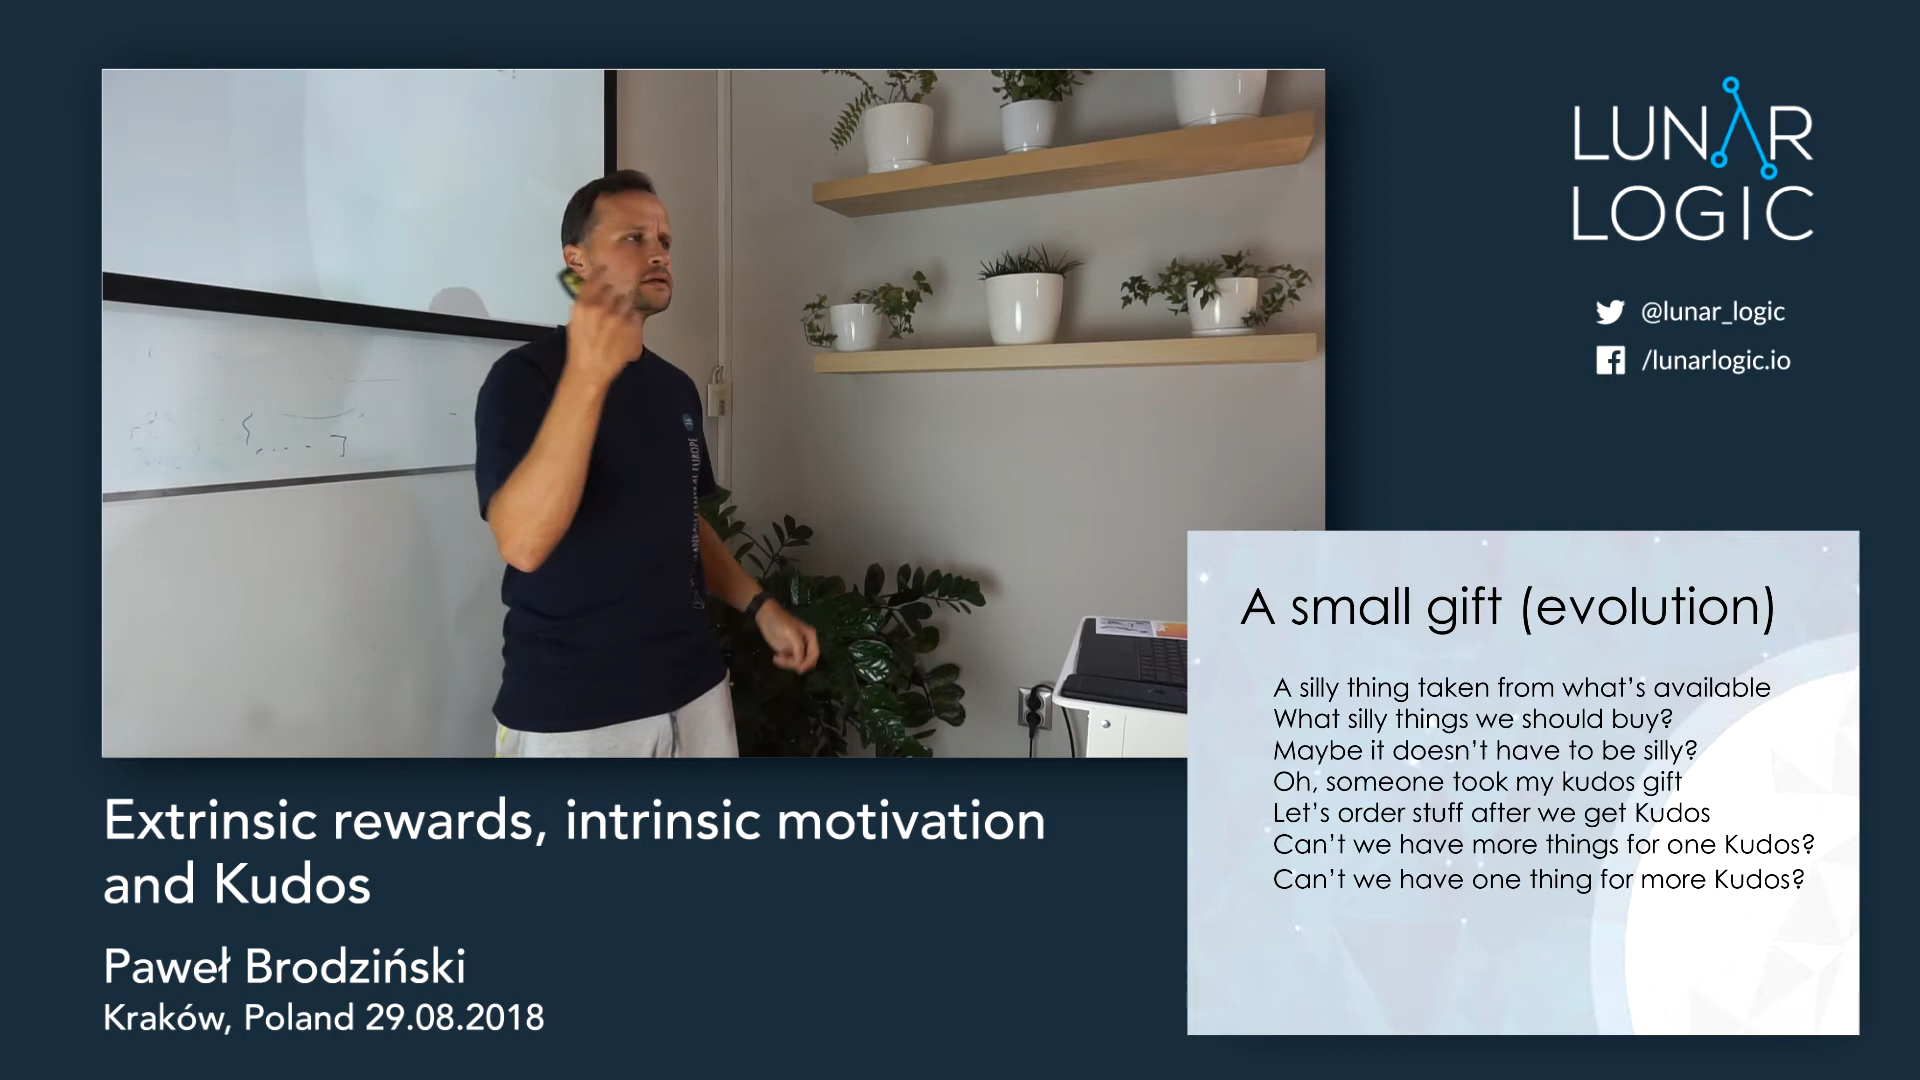 LUNAR
LOGIC
@lunar_logic
/lunarlogic.io
EUROPE
A small gift (evolution)
A silly thing taken from what's available
What silly things we should buy?
Maybe it doesn't have to be silly?
Oh, someone took my kudos gift
Let's order stuff after we get Kudos
Can't we have more things for one Kudos?
Can't we have one thing for more Kudos?
Extrinsic rewards, intrinsic motivation
and Kudos
Paweł Brodziński
Kraków, Poland 29.08.2018